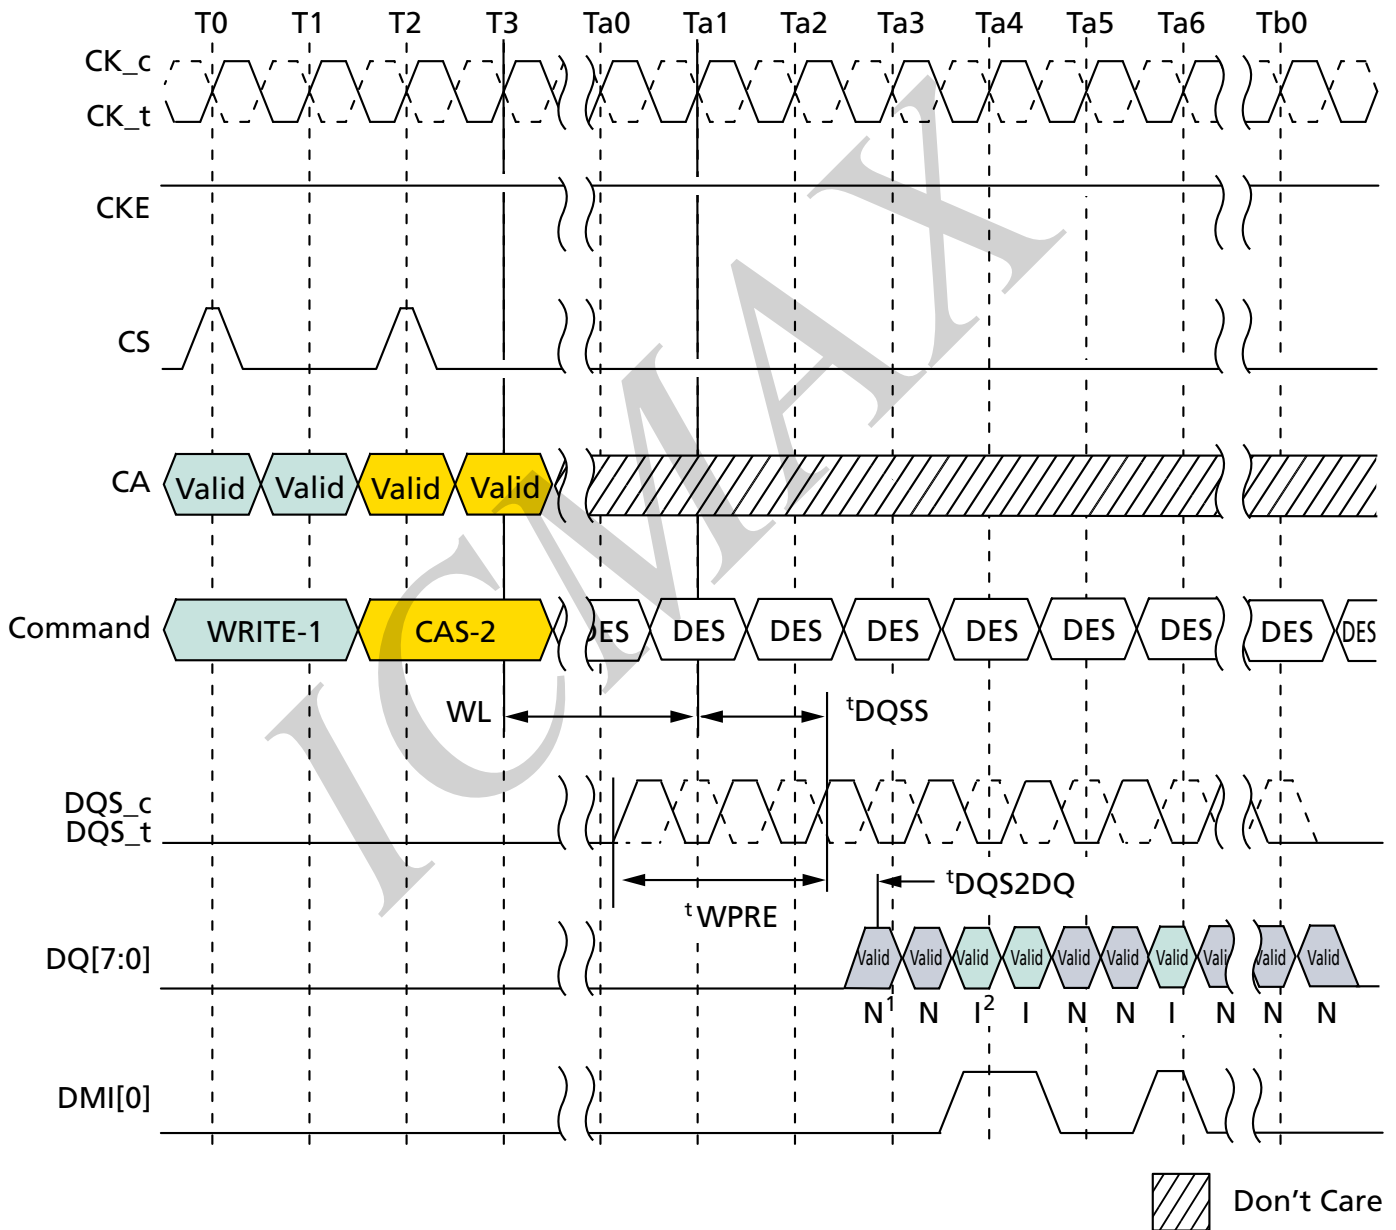 T0 T1 T2 T3 Ta0 Ta1 Ta2 Ta3 Ta4 Ta5 Ta6 Tb0
CK_c
CK_t
CKE
CS
CA Valid Valid Valid Valid
Command WRITE-1 CAS-2 DES DES DES DES DES DES DES DES DES
WL tDQSS
DQS_c
DQS_t
tDQS2DQ
tWPRE
DQ[7:0] Valid Valid Valid Valid Valid Valid Valid Valid Valid Valid
N1 N I2 I N N I N N N
DMI[0]
Don't Care
ICMAX